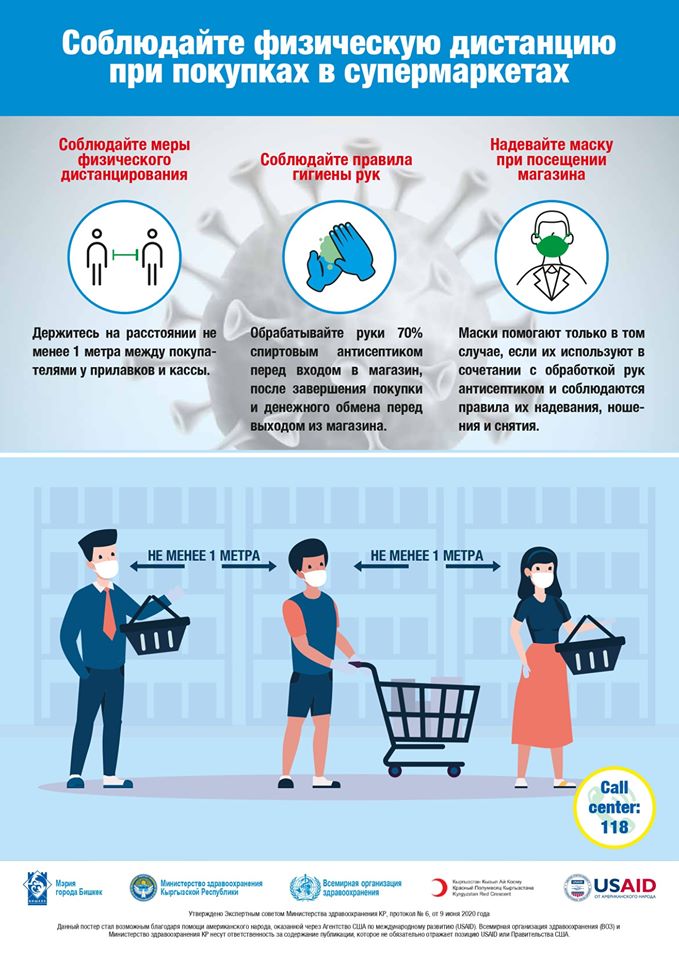 Соблюдайте физическую дистанцию
при покупках в супермаркетах
Соблюдайте меры
физического
дистанцирования
Держитесь на расстоянии не
менее 1 метра между покупа-
телями у прилавков и кассы.
Соблюдайте правила
гигиены рук
Обрабатывайте руки 70%
спиртовым антисептиком
перед входом в магазин,
после завершения покупки
и денежного обмена перед
выходом из магазина.
Надевайте маску
при посещении
магазина
Маски помогают только в том
случае, если их используют в
сочетании с обработкой рук
антисептиком и соблюдаются
правила их надевания, ноше-
ния и снятия.
НЕ МЕНЕЕ 1 МЕТРА
НЕ МЕНЕЕ 1 МЕТРА
Call
center:
118
БИШКЕК
Мэрия
города Бишкек
Министерство здравоохранения
Кыргызской Республики
Всемирная организация
здравоохранения
Кыргызстан Кызыл Ай Коому
Красный Полумесяц Кыргызстана
Kyrgyzstan Red Crescent
USAID
USAID
ОТ АМЕРИКАНСКОГО НАРОДА
Утверждено Экспертным советом Министерства здравоохранения КР, протокол № 6, от 9 июня 2020 года
Данный постер стал возможным благодаря помощи американского народа, оказанной через Агентство США по международному развитию (USAID). Всемирная организация здравоохранения (ВОЗ) и
Министерство здравоохранения КР несут ответственность за содержание публикации, которое не обязательно отражает позицию USAID или Правительства США.